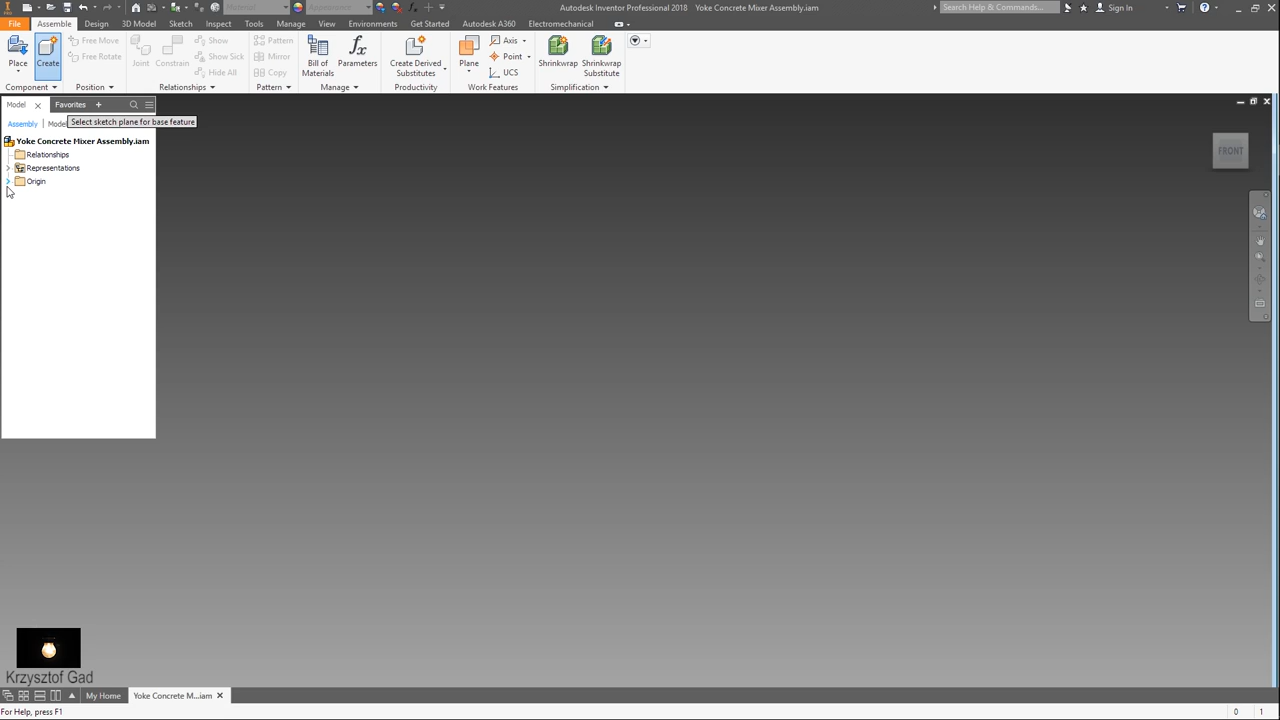 Autodesk Inventor Professional 2018 Yoke Concrete Mixer Assembly.iam
Search Help & Commands... Sign In
File Assemble Design 3D Model Sketch Inspect Tools Manage View Environments Get Started Autodesk A360 Electromechanical
Place
Create
Free Move
Free Rotate
Joint
Constrain
Show
Show Sick
Hide All
Pattern
Mirror
Copy
Bill of
Materials
Parameters
Create Derived
Substitutes
Plane
Axis
Point
UCS
Shrinkwrap
Shrinkwrap
Substitute
Component Position Relationships Pattern Manage Productivity Work Features Simplification
Model Favorites
Select sketch plane for base feature
Assembly Model
Yoke Concrete Mixer Assembly.iam
Relationships
Representations
Origin
FRONT
Krzysztof Gad
My Home Yoke Concrete M...iam
For Help, press F1 0 1